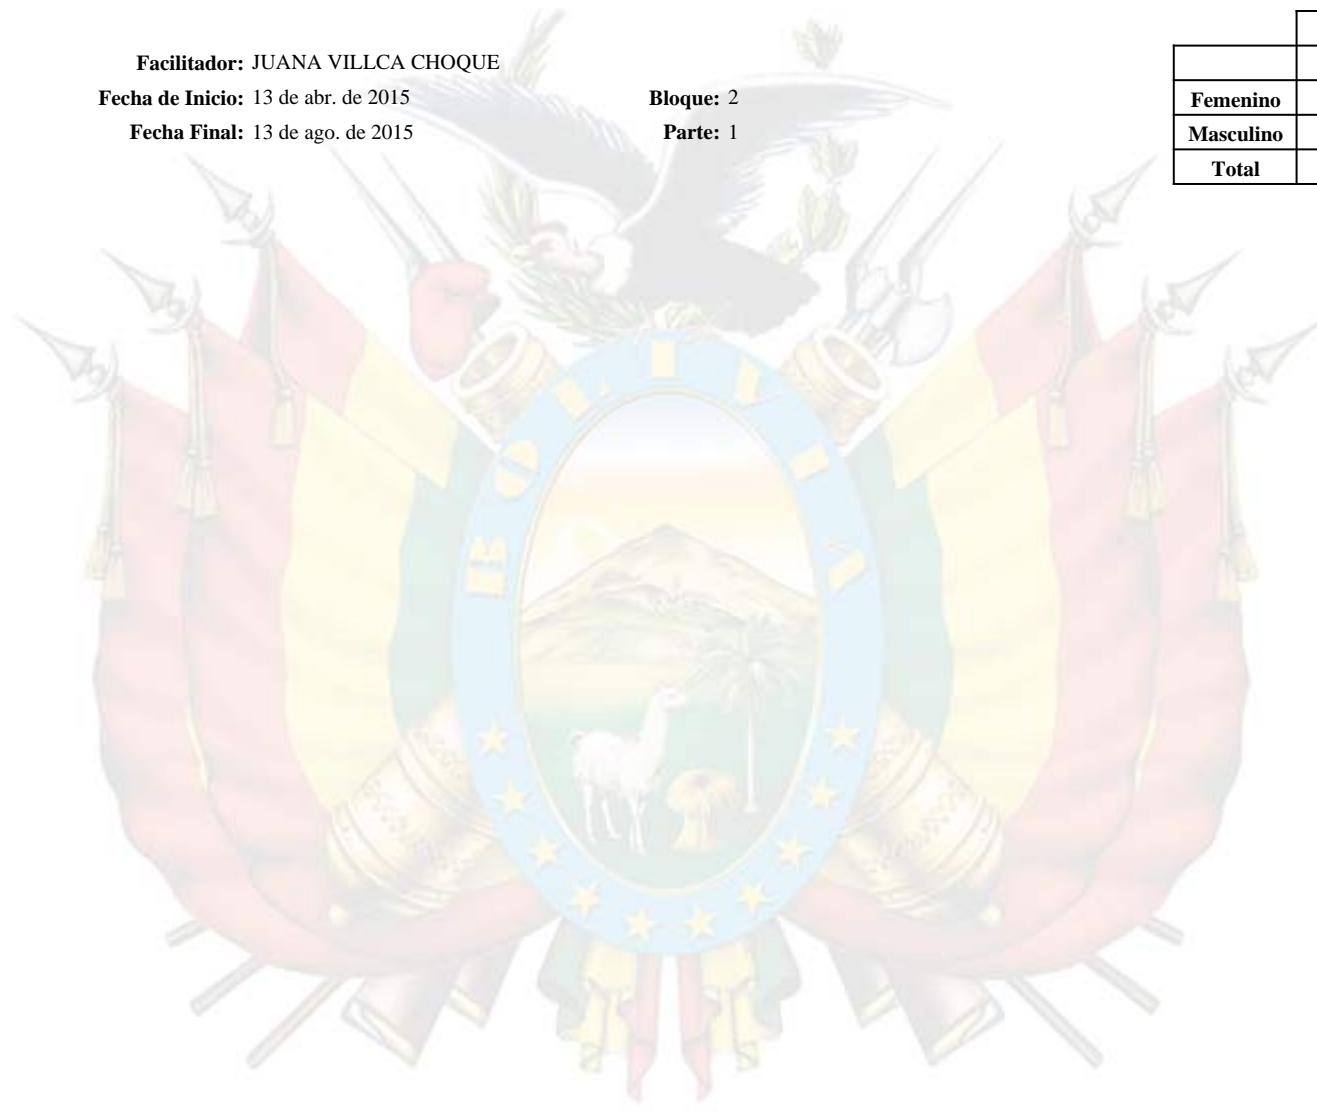 Facilitador: JUANA VILLCA CHOQUE
Fecha de Inicio: 13 de abr. de 2015 Bloque: 2
Fecha Final: 13 de ago. de 2015 Parte: 1
Femenino
Masculino
Total
BOLIVIA